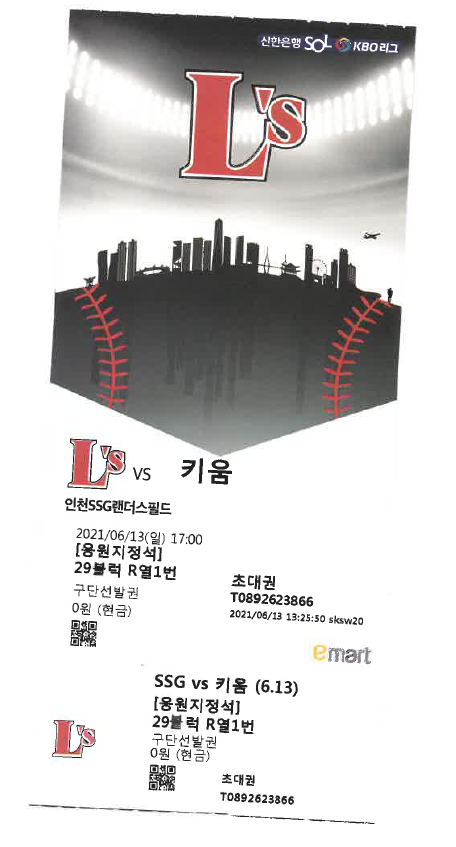 신한은행 SOL KBO 리그
L's
L's VS 키움
인천SSG랜더스필드
2021/06/13(일) 17:00
[응원지정석]
29블럭 R열1번
구단선발권
0원 (현금)
초대권
T0892623866
2021/06/13 13:25:50 sksw20
emart
SSG vs 키움 (6.13)
[응원지정석]
29블럭 R열1번
구단선발권
0원 (현금)
L's
초대권
T0892623866